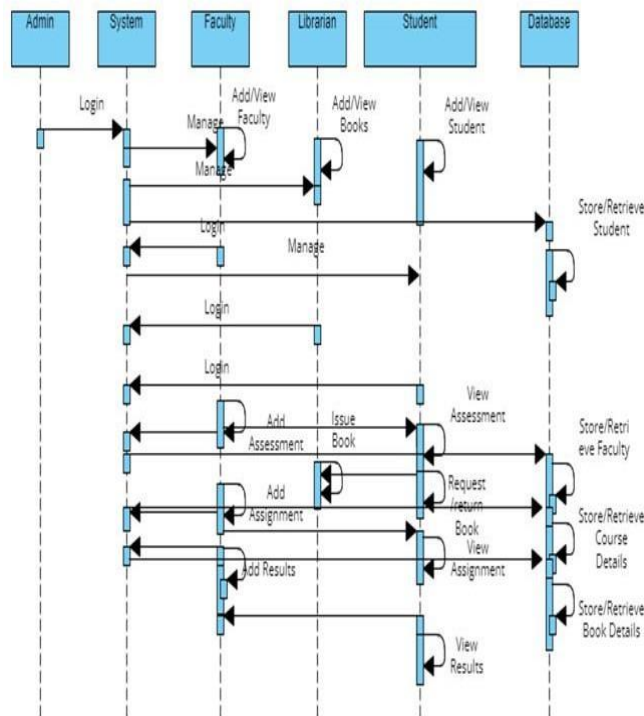 Admin
System
Faculty
Librarian
Student
Database
Login
Add/View
Faculty
Add/View
Books
Add/View
Student
Manage
Manage
Store/Retrieve
Student
Login
Manage
Login
Login
View
Assessment
Add
Assessment
Issue
Book
Store/Retri
eve Faculty
Request
/return
Book
Add
Assignment
Store/Retrieve
Course
Details
View
Assignment
Add Results
Store/Retrieve
Book Details
View
Results